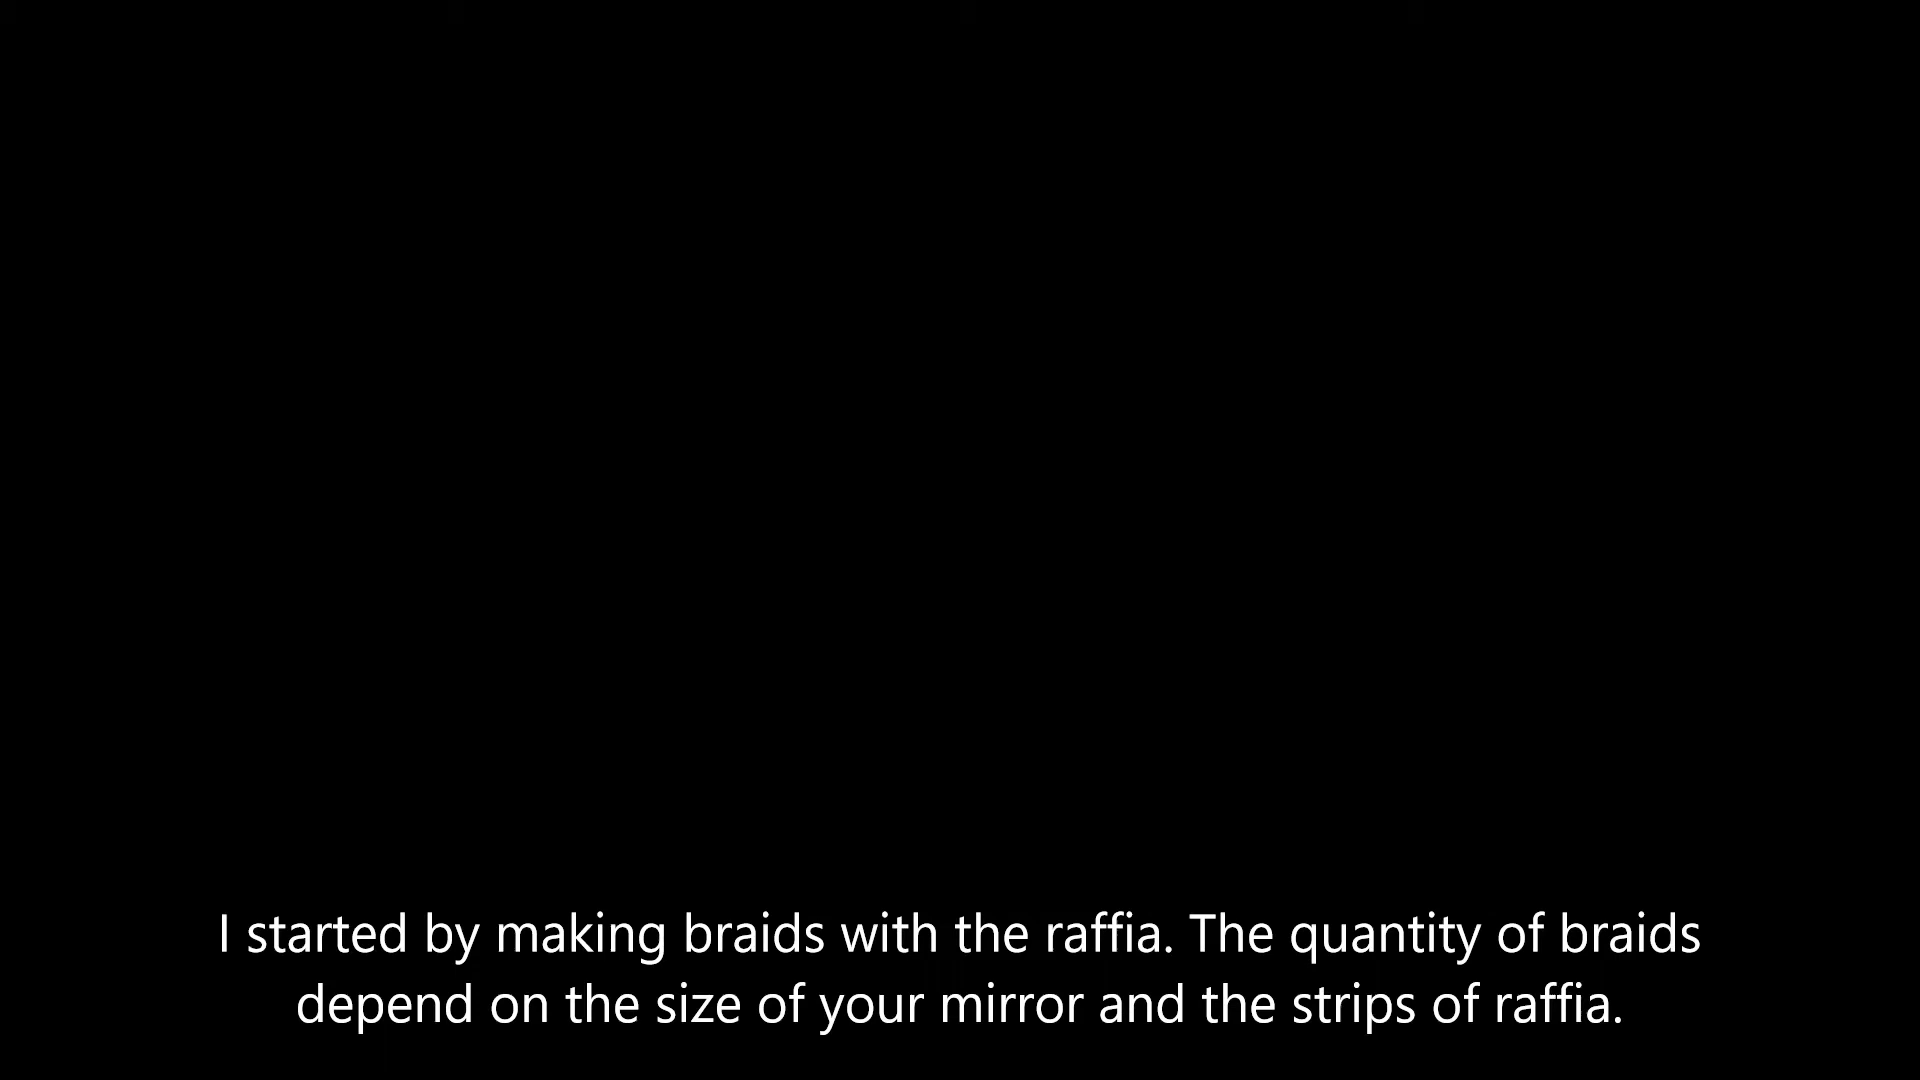 I started by making braids with the raffia. The quantity of braids
depend on the size of your mirror and the strips of raffia.